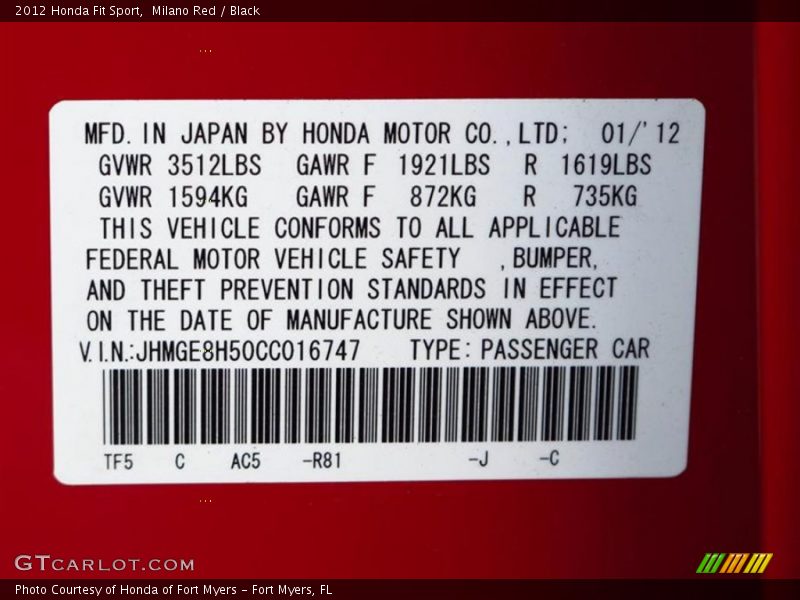 2012 Honda Fit Sport,  Milano Red / Black
MFD. IN JAPAN BY HONDA MOTOR CO., LTD; 01/'12
GVWR 3512LBS GAWR F 1921LBS R 1619LBS
GVWR 1594KG GAWR F 872KG R 735KG
THIS VEHICLE CONFORMS TO ALL APPLICABLE
FEDERAL MOTOR VEHICLE SAFETY ,BUMPER,
AND THEFT PREVENTION STANDARDS IN EFFECT
ON THE DATE OF MANUFACTURE SHOWN ABOVE.
V.I.N.:JHMGE8H50CC016747 TYPE: PASSENGER CAR
TF5 C AC5 -R81 -J -C
GTCARLOT.COM
Photo Courtesy of Honda of Fort Myers – Fort Myers, FL